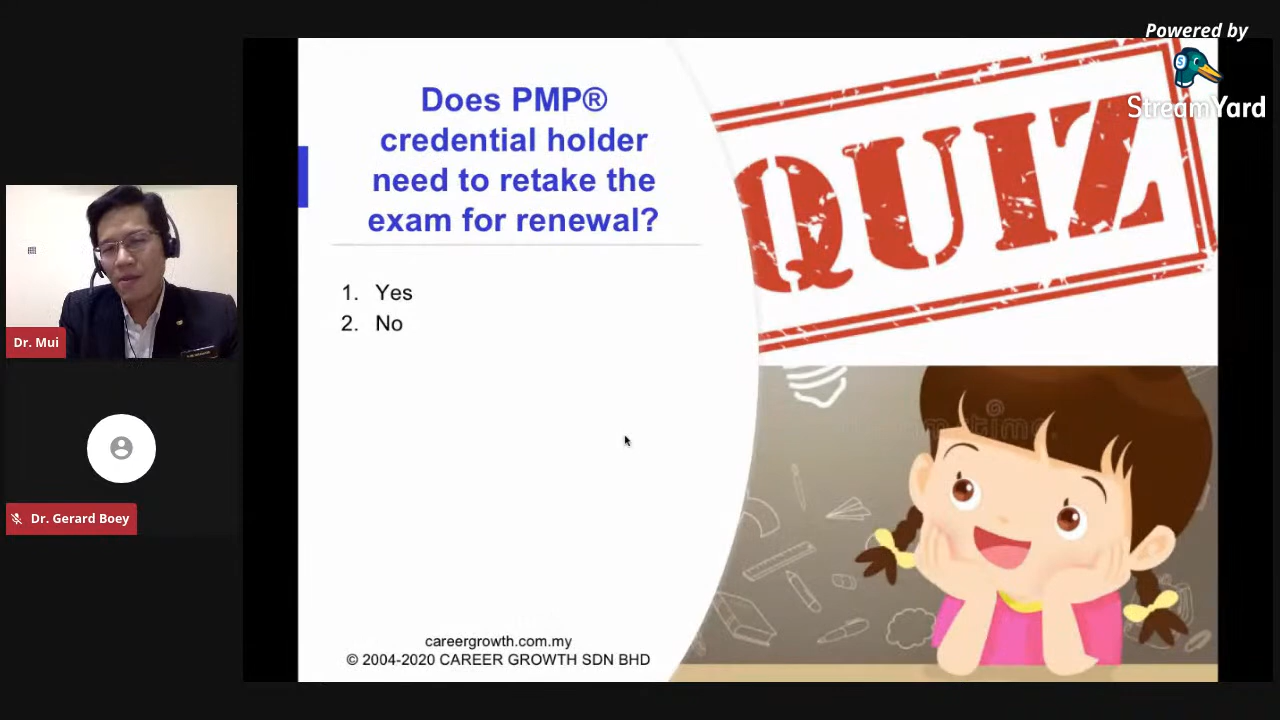 Powered by
StreamYard
Does PMP®
credential holder
need to retake the
exam for renewal?
1. Yes
2. No
QUIZ
Dr. Mui
Dr. Gerard Boey
careergrowth.com.my
© 2004-2020 CAREER GROWTH SDN BHD